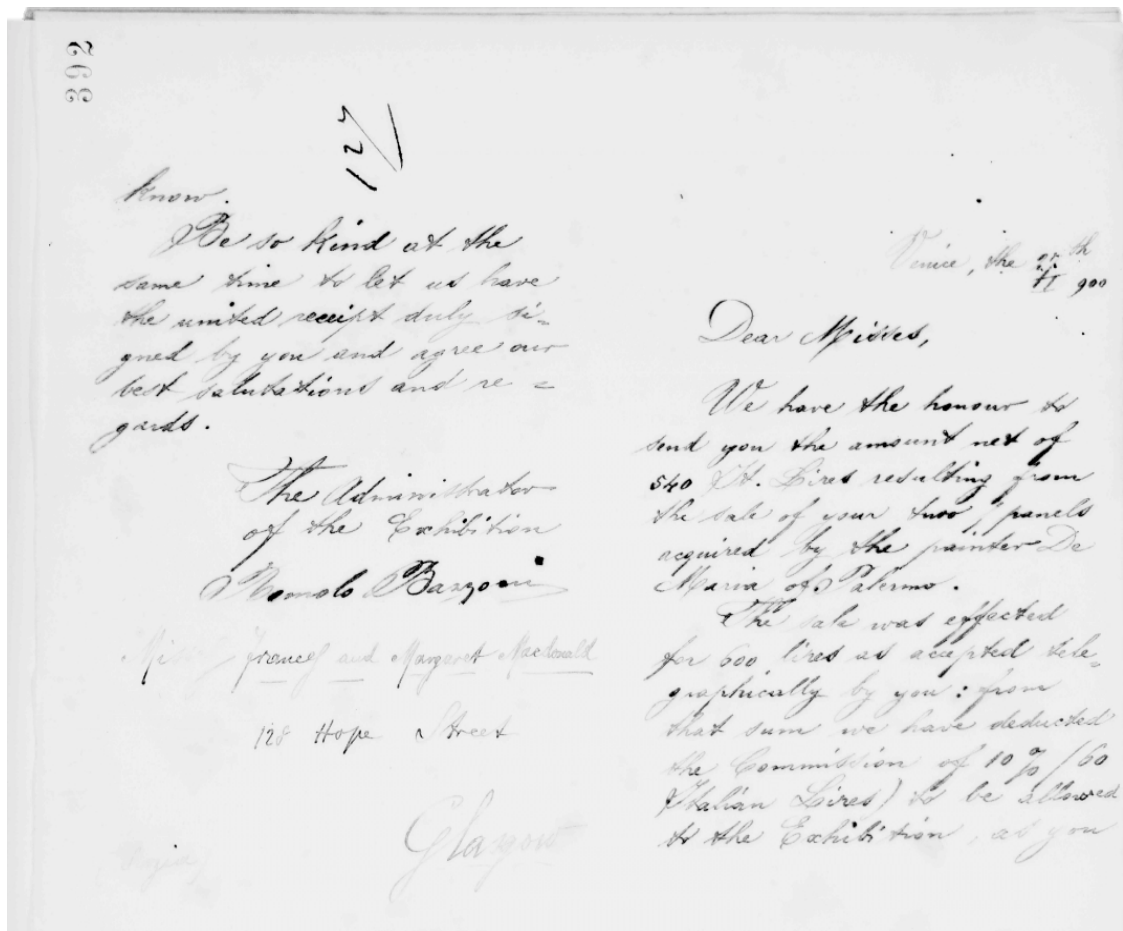 Venice, the
900
Dear Misses,
We have the honour to
send you the amount net of
540 It. Lires resulting from
the sale of your two panels
acquired by the painter De
Maria of Palermo.
The sale was effected
for 600 lires as accepted tele=
graphically by you: from
that sum we have deducted
the Commission of 10% (60
Italian Lires) to be allowed
to the Exhibition, as you
392
127
know.
Be so kind at the
same time to let us have
the united receipt duly si=
gned by you and agree our
best salutations and re=
gards.
The Administrator
of the Exhibition
Romolo Bazzoni
Misses Frances and Margaret Macdonald
128 Hope Street
Glasgow